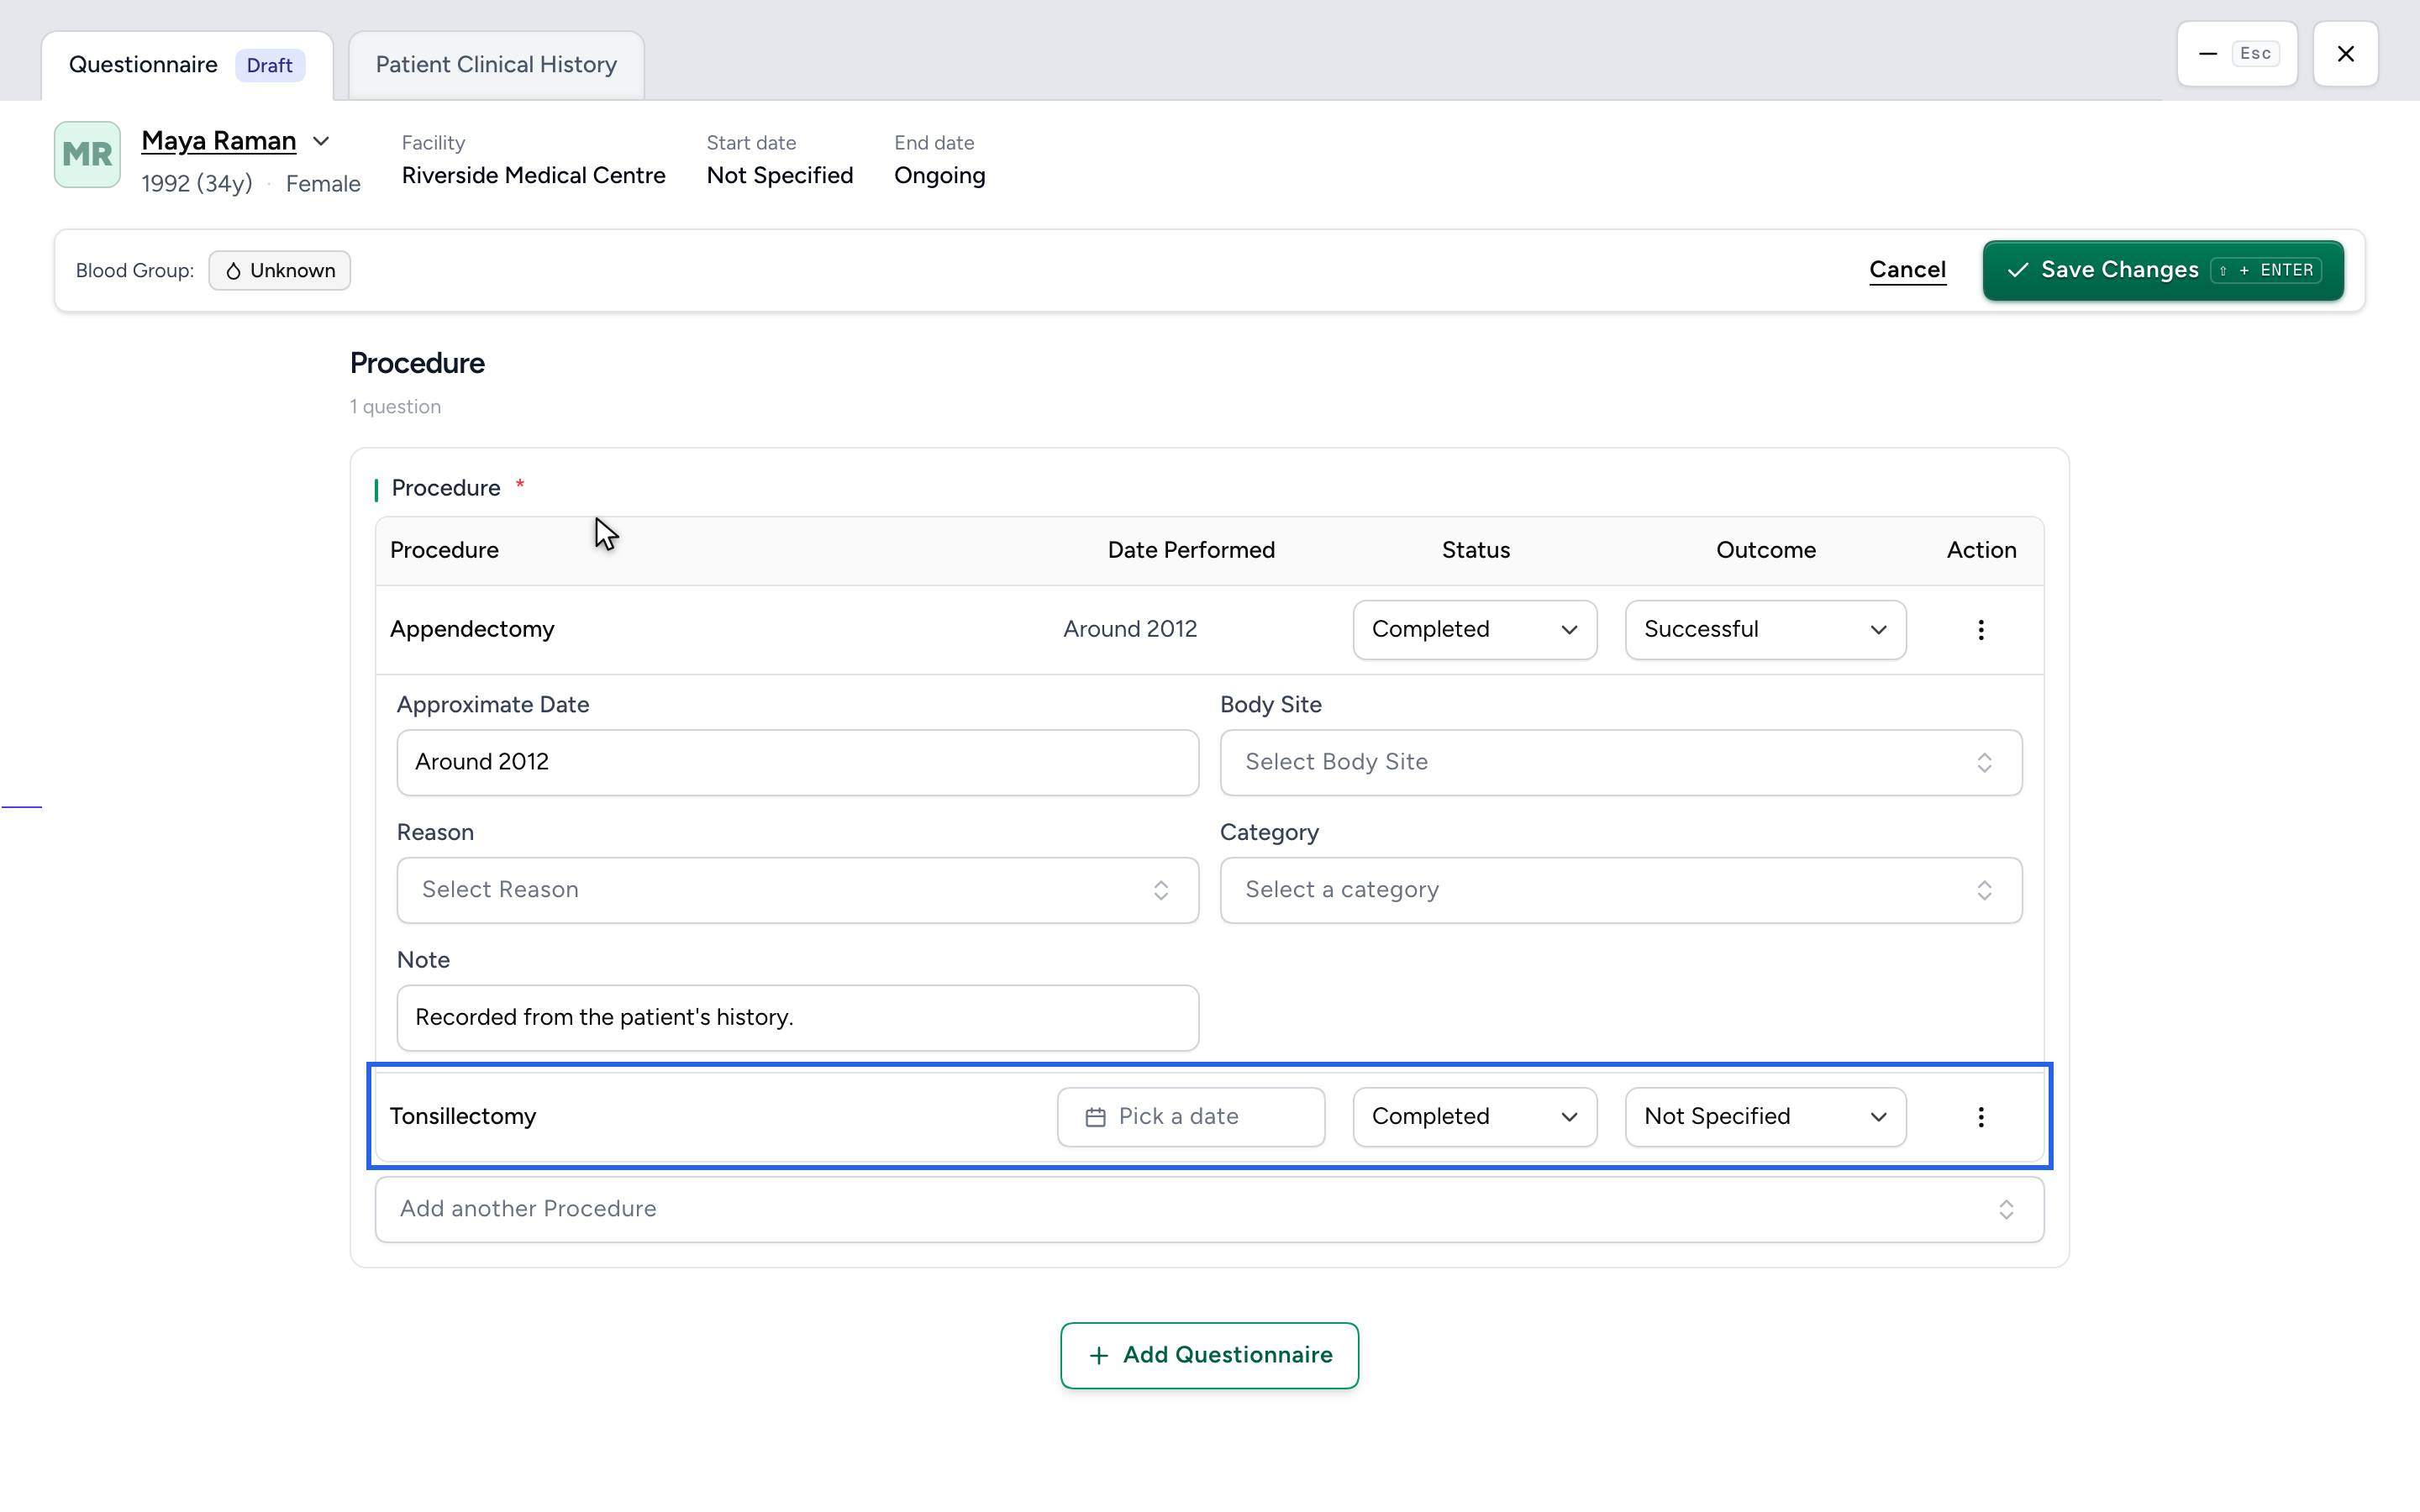 Questionnaire Draft Patient Clinical History — Esc ×
MR Maya Raman Facility Start date End date
1992 (34y) · Female Riverside Medical Centre Not Specified Ongoing
Blood Group: Unknown Cancel Save Changes ⇧ + ENTER
Procedure
1 question
Procedure *
Procedure Date Performed Status Outcome Action
Appendectomy Around 2012 Completed Successful
Approximate Date Body Site
Around 2012 Select Body Site
Reason Category
Select Reason Select a category
Note
Recorded from the patient's history.
Tonsillectomy Pick a date Completed Not Specified
Add another Procedure
+ Add Questionnaire